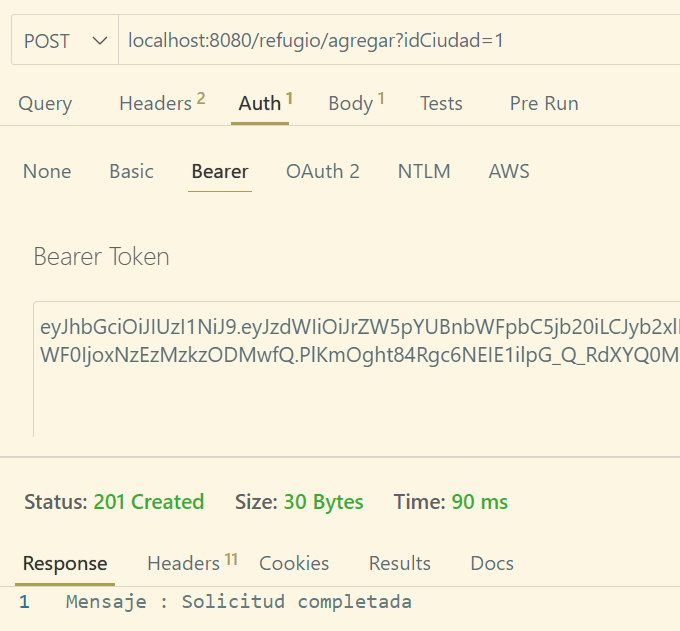 POST localhost:8080/refugio/agregar?idCiudad=1
Query Headers 2 Auth 1 Body 1 Tests Pre Run
None Basic Bearer OAuth 2 NTLM AWS
Bearer Token
eyJhbGciOiJIUzI1NiJ9.eyJzdWIiOiJrZW5pYUBnbWFpbC5jb20iLCJyb2xlI
WF0IjoxNzEzMzkzODMwfQ.PlKmOght84Rgc6NEIE1ilpG_Q_RdXYQ0M
Status: 201 Created Size: 30 Bytes Time: 90 ms
Response Headers 11 Cookies Results Docs
1 Mensaje : Solicitud completada